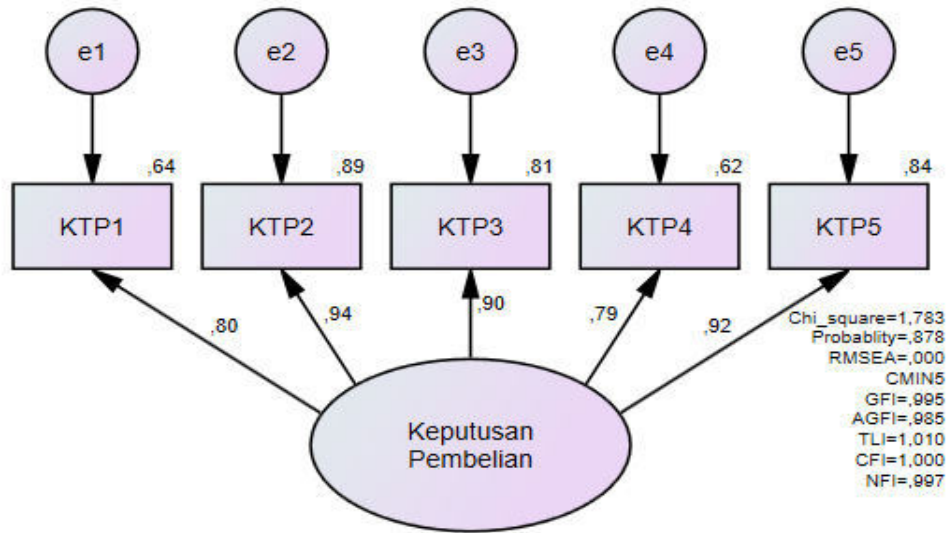 e1
e2
e3
e4
e5
,64
,89
,81
,62
,84
KTP1
KTP2
KTP3
KTP4
KTP5
,80
,94
,90
,79
,92
Chi_square=1,783
Probablity=,878
RMSEA=,000
CMIN5
GFI=,995
AGFI=,985
TLI=1,010
CFI=1,000
NFI=,997
Keputusan
Pembelian